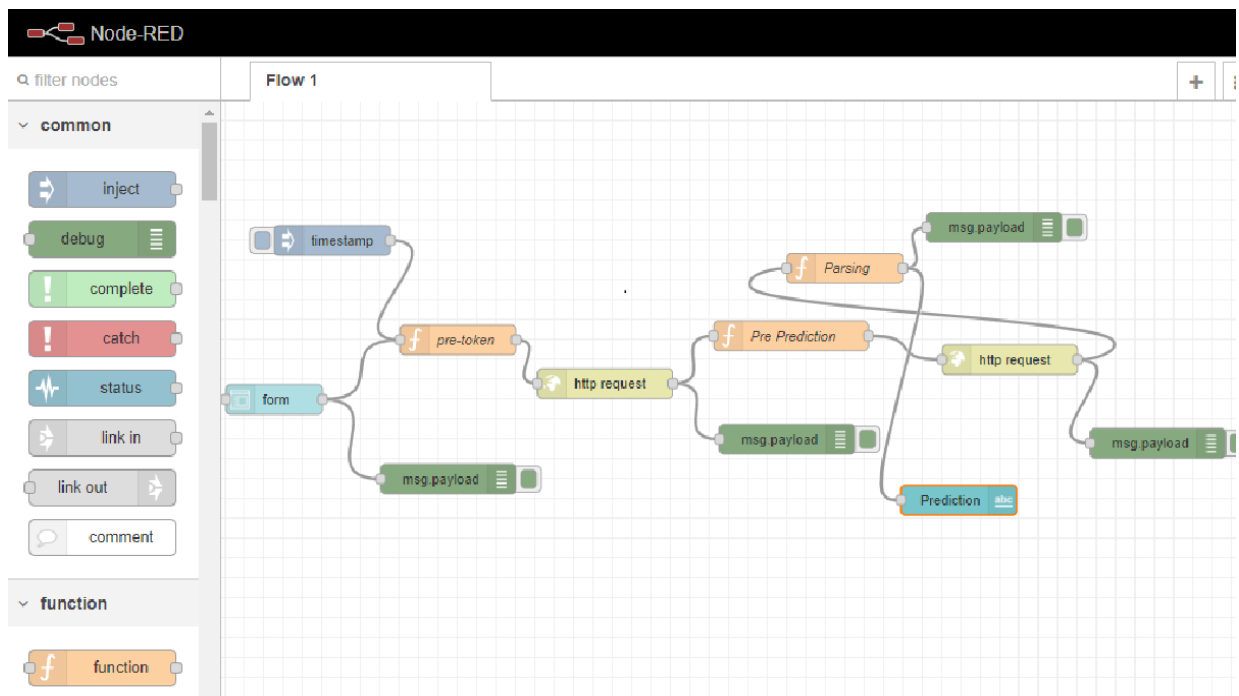 Node-RED
filter nodes
Flow 1
+
common
inject
debug
complete
catch
status
link in
link out
comment
function
function
timestamp
form
pre-token
msg.payload
http request
Pre Prediction
msg.payload
Parsing
msg.payload
http request
msg.payload
Prediction
abc